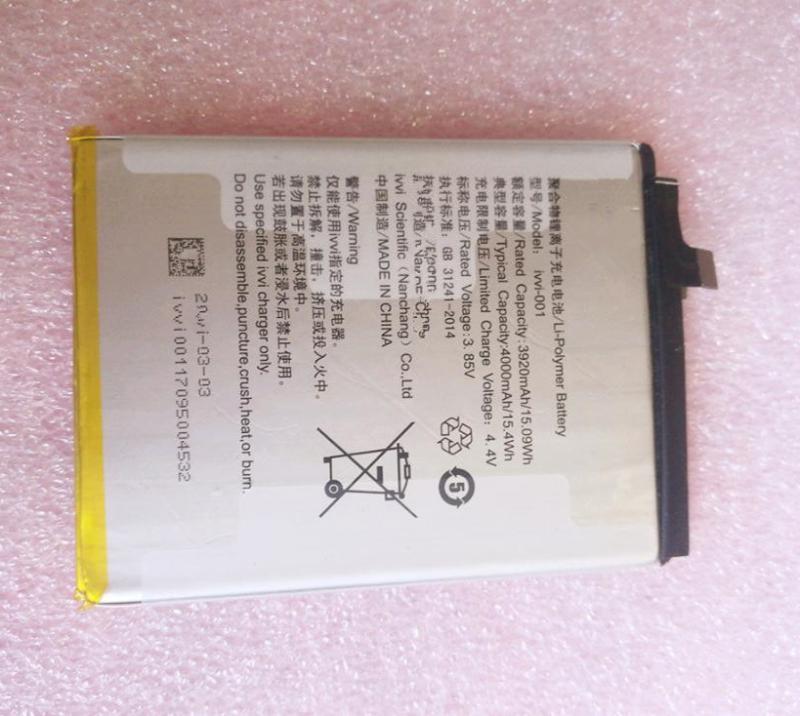 聚合物锂离子充电电池/Li-Polymer Battery
型号/Model: ivvi-001
额定容量/Rated Capacity:3920mAh/15.09Wh
典型容量/Typical Capacity:4000mAh/15.4Wh
充电限制电压/Limited Charge Voltage: 4.4V
标称电压/Rated Voltage:3.85V
执行标准: GB 31241-2014
ivvi Scientific (Nanchang) Co.,Ltd
中国制造/MADE IN CHINA
5
警告/Warning
仅能使用ivvi指定的充电器。
禁止拆解,撞击,挤压或投入火中。
请勿置于高温环境中。
若出现鼓胀或者浸水后禁止使用。
Use specified ivvi charger only.
Do not disassemble,puncture,crush,heat,or burn.
ivvi00117095004532